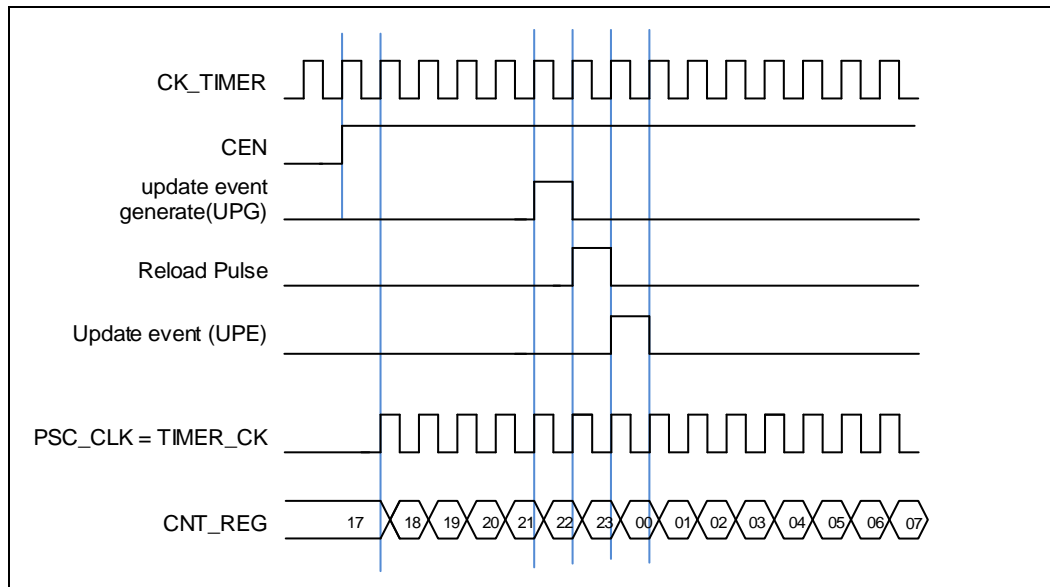 CK_TIMER
CEN
update event
generate(UPG)
Reload Pulse
Update event (UPE)
PSC_CLK = TIMER_CK
CNT_REG 17 18 19 20 21 22 23 00 01 02 03 04 05 06 07